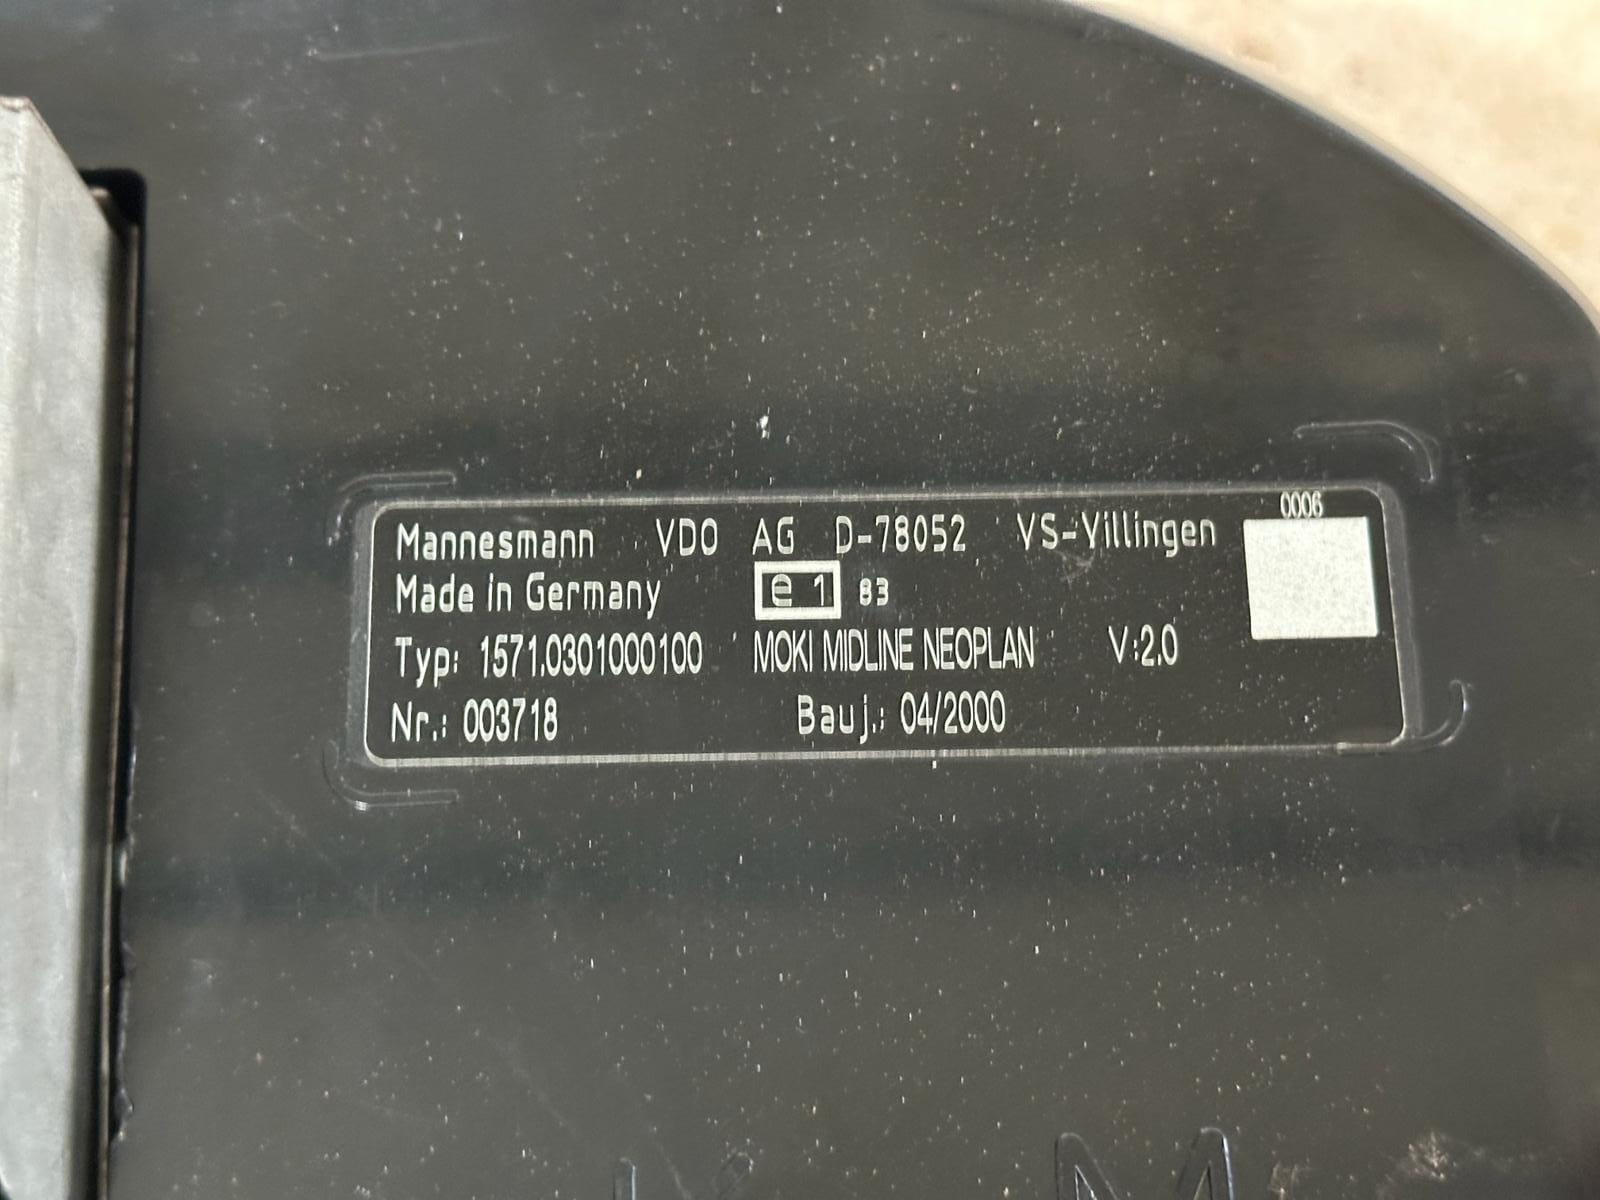 0006
Mannesmann VDO AG D-78052 VS-Villingen
Made in Germany e 1 83
Typ: 1571.0301000100 MOKI MIDLINE NEOPLAN V:2.0
Nr.: 003718 Bauj.: 04/2000